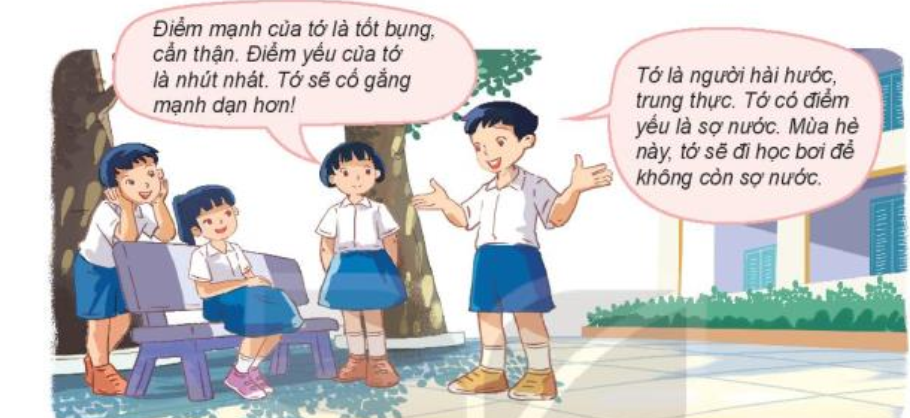 Điểm mạnh của tớ là tốt bụng,
cẩn thận. Điểm yếu của tớ
là nhút nhát. Tớ sẽ cố gắng
mạnh dạn hơn!
Tớ là người hài hước,
trung thực. Tớ có điểm
yếu là sợ nước. Mùa hè
này, tớ sẽ đi học bơi để
không còn sợ nước.